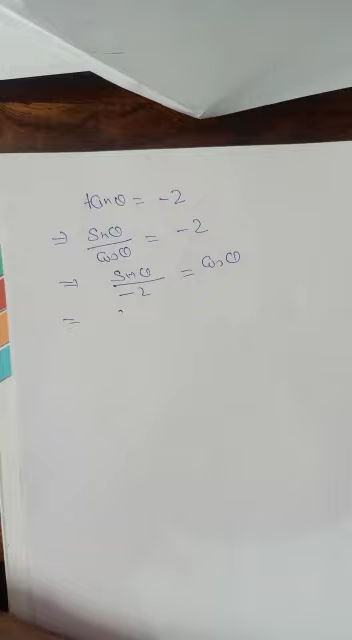 tanθ = -2
⇒ sinθ/cosθ = -2
⇒ sinθ/-2 = cosθ
=